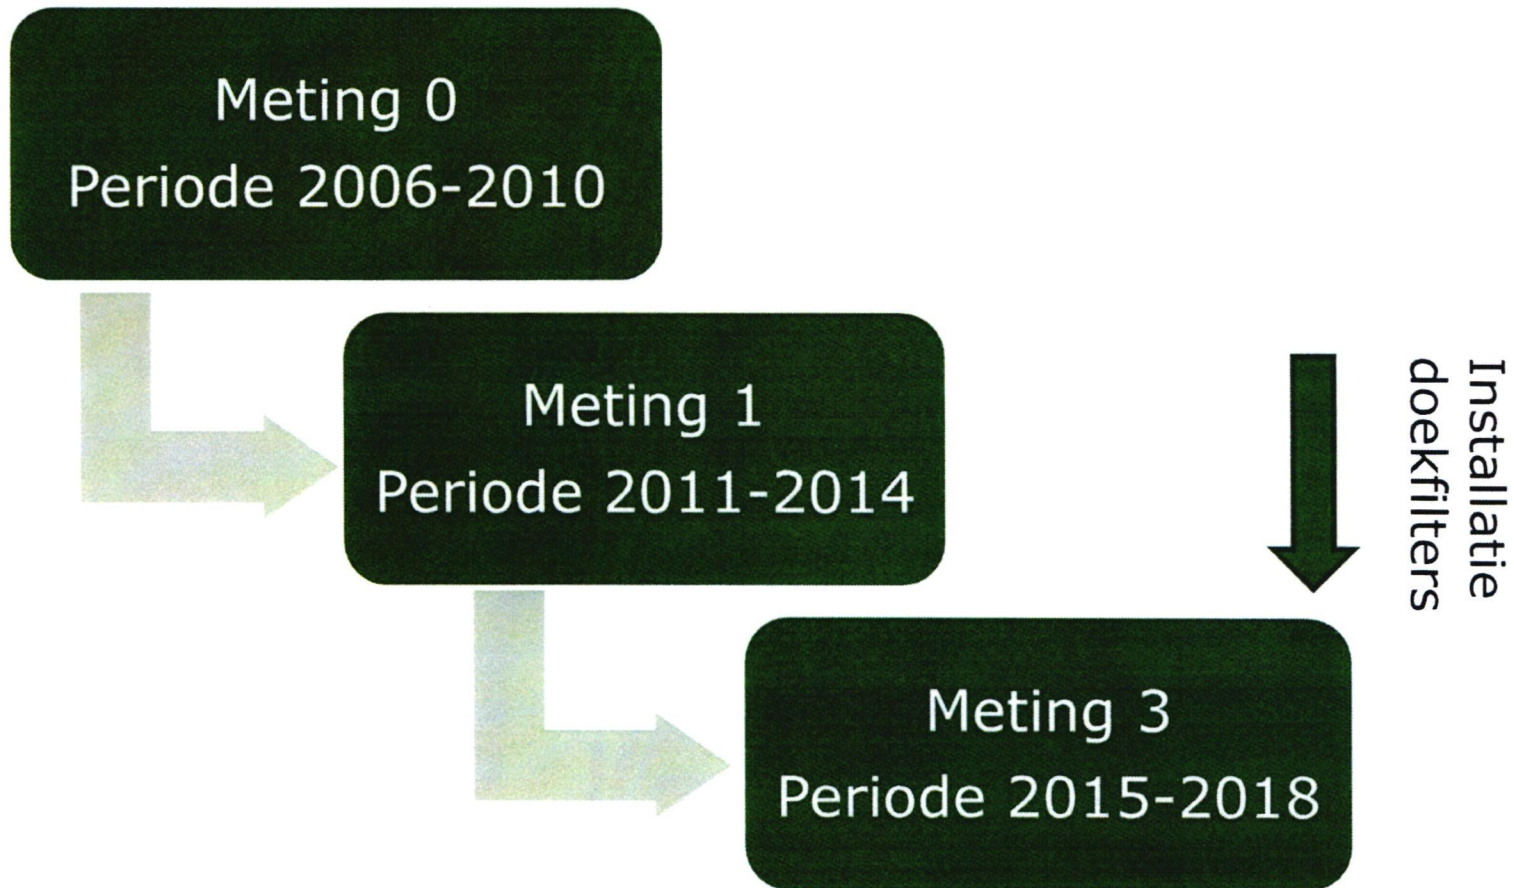 Meting 0
Periode 2006-2010
Meting 1
Periode 2011-2014
Installatie
doekfilters
Meting 3
Periode 2015-2018